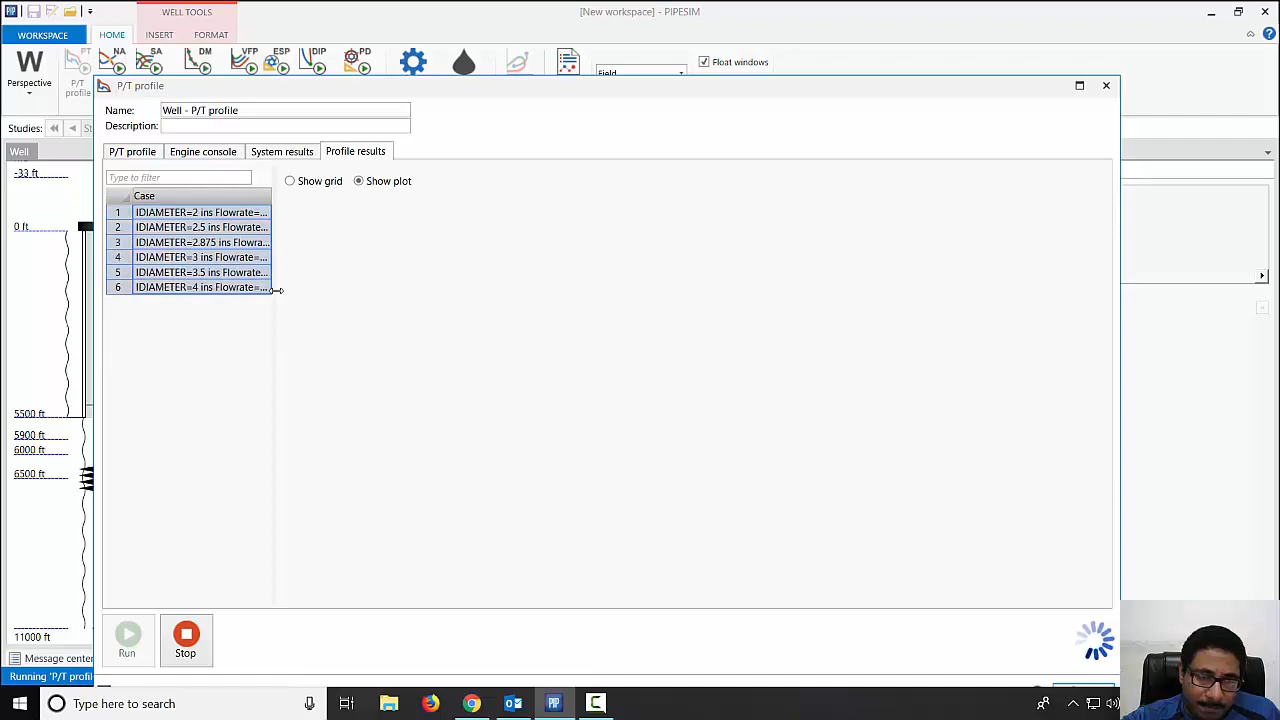 WELL TOOLS
[New workspace] - PIPESIM
WORKSPACE
HOME
INSERT
FORMAT
PT
NA
SA
DM
VFP
ESP
DIP
PD
Perspective
P/T
profile
Field
Float windows
Studies:
Well
P/T profile
Name:
Well - P/T profile
Description:
P/T profile
Engine console
System results
Profile results
Type to filter
Show grid
Show plot
Case
1 IDIAMETER=2 ins Flowrate=...
2 IDIAMETER=2.5 ins Flowrate...
3 IDIAMETER=2.875 ins Flowra...
4 IDIAMETER=3 ins Flowrate=...
5 IDIAMETER=3.5 ins Flowrate...
6 IDIAMETER=4 ins Flowrate=...
-33 ft
0 ft
5500 ft
5900 ft
6000 ft
6500 ft
11000 ft
Run
Stop
Message cente
Running 'P/T profil
Type here to search
PIP